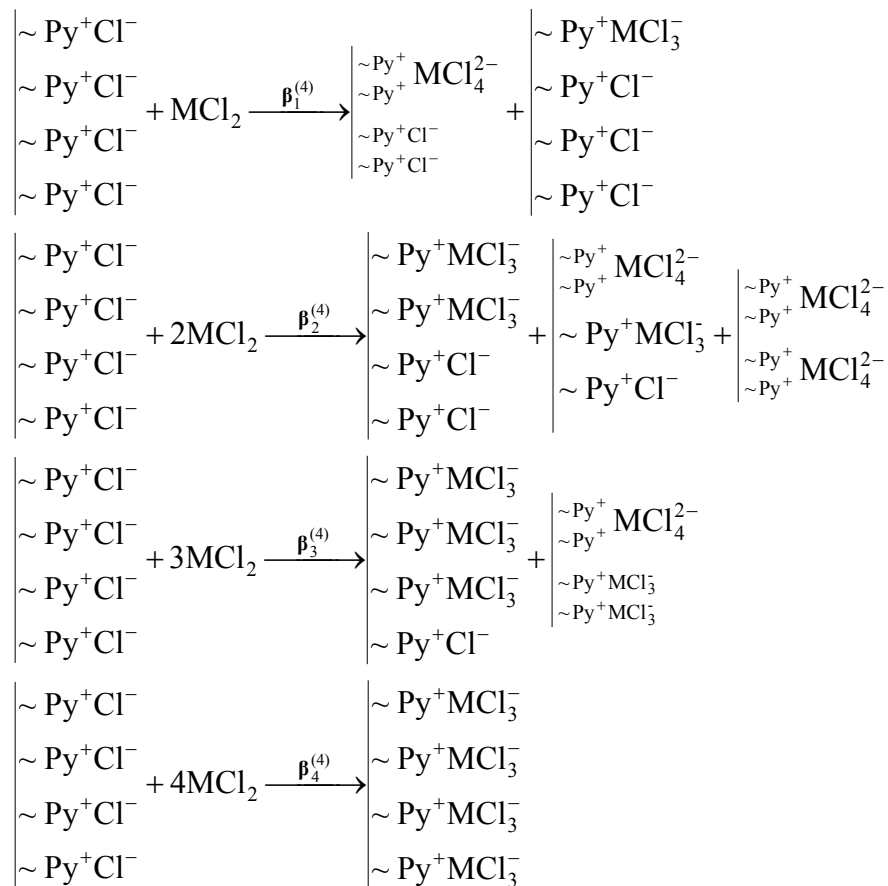 ~ Py⁺Cl⁻
~ Py⁺Cl⁻
~ Py⁺Cl⁻
~ Py⁺Cl⁻
+ MCl₂
β₁⁽⁴⁾
~Py⁺
~Py⁺
MCl₄²⁻
~Py⁺Cl⁻
~Py⁺Cl⁻
+
~ Py⁺MCl₃⁻
~ Py⁺Cl⁻
~ Py⁺Cl⁻
~ Py⁺Cl⁻
~ Py⁺Cl⁻
~ Py⁺Cl⁻
~ Py⁺Cl⁻
~ Py⁺Cl⁻
+ 2MCl₂
β₂⁽⁴⁾
~ Py⁺MCl₃⁻
~ Py⁺MCl₃⁻
~ Py⁺Cl⁻
~ Py⁺Cl⁻
+
~Py⁺
~Py⁺
MCl₄²⁻
~ Py⁺MCl₃⁻
~ Py⁺Cl⁻
+
~Py⁺
~Py⁺
MCl₄²⁻
~Py⁺
~Py⁺
MCl₄²⁻
~ Py⁺Cl⁻
~ Py⁺Cl⁻
~ Py⁺Cl⁻
~ Py⁺Cl⁻
+ 3MCl₂
β₃⁽⁴⁾
~ Py⁺MCl₃⁻
~ Py⁺MCl₃⁻
~ Py⁺MCl₃⁻
~ Py⁺Cl⁻
+
~Py⁺
~Py⁺
MCl₄²⁻
~Py⁺MCl₃⁻
~Py⁺MCl₃⁻
~ Py⁺Cl⁻
~ Py⁺Cl⁻
~ Py⁺Cl⁻
~ Py⁺Cl⁻
+ 4MCl₂
β₄⁽⁴⁾
~ Py⁺MCl₃⁻
~ Py⁺MCl₃⁻
~ Py⁺MCl₃⁻
~ Py⁺MCl₃⁻